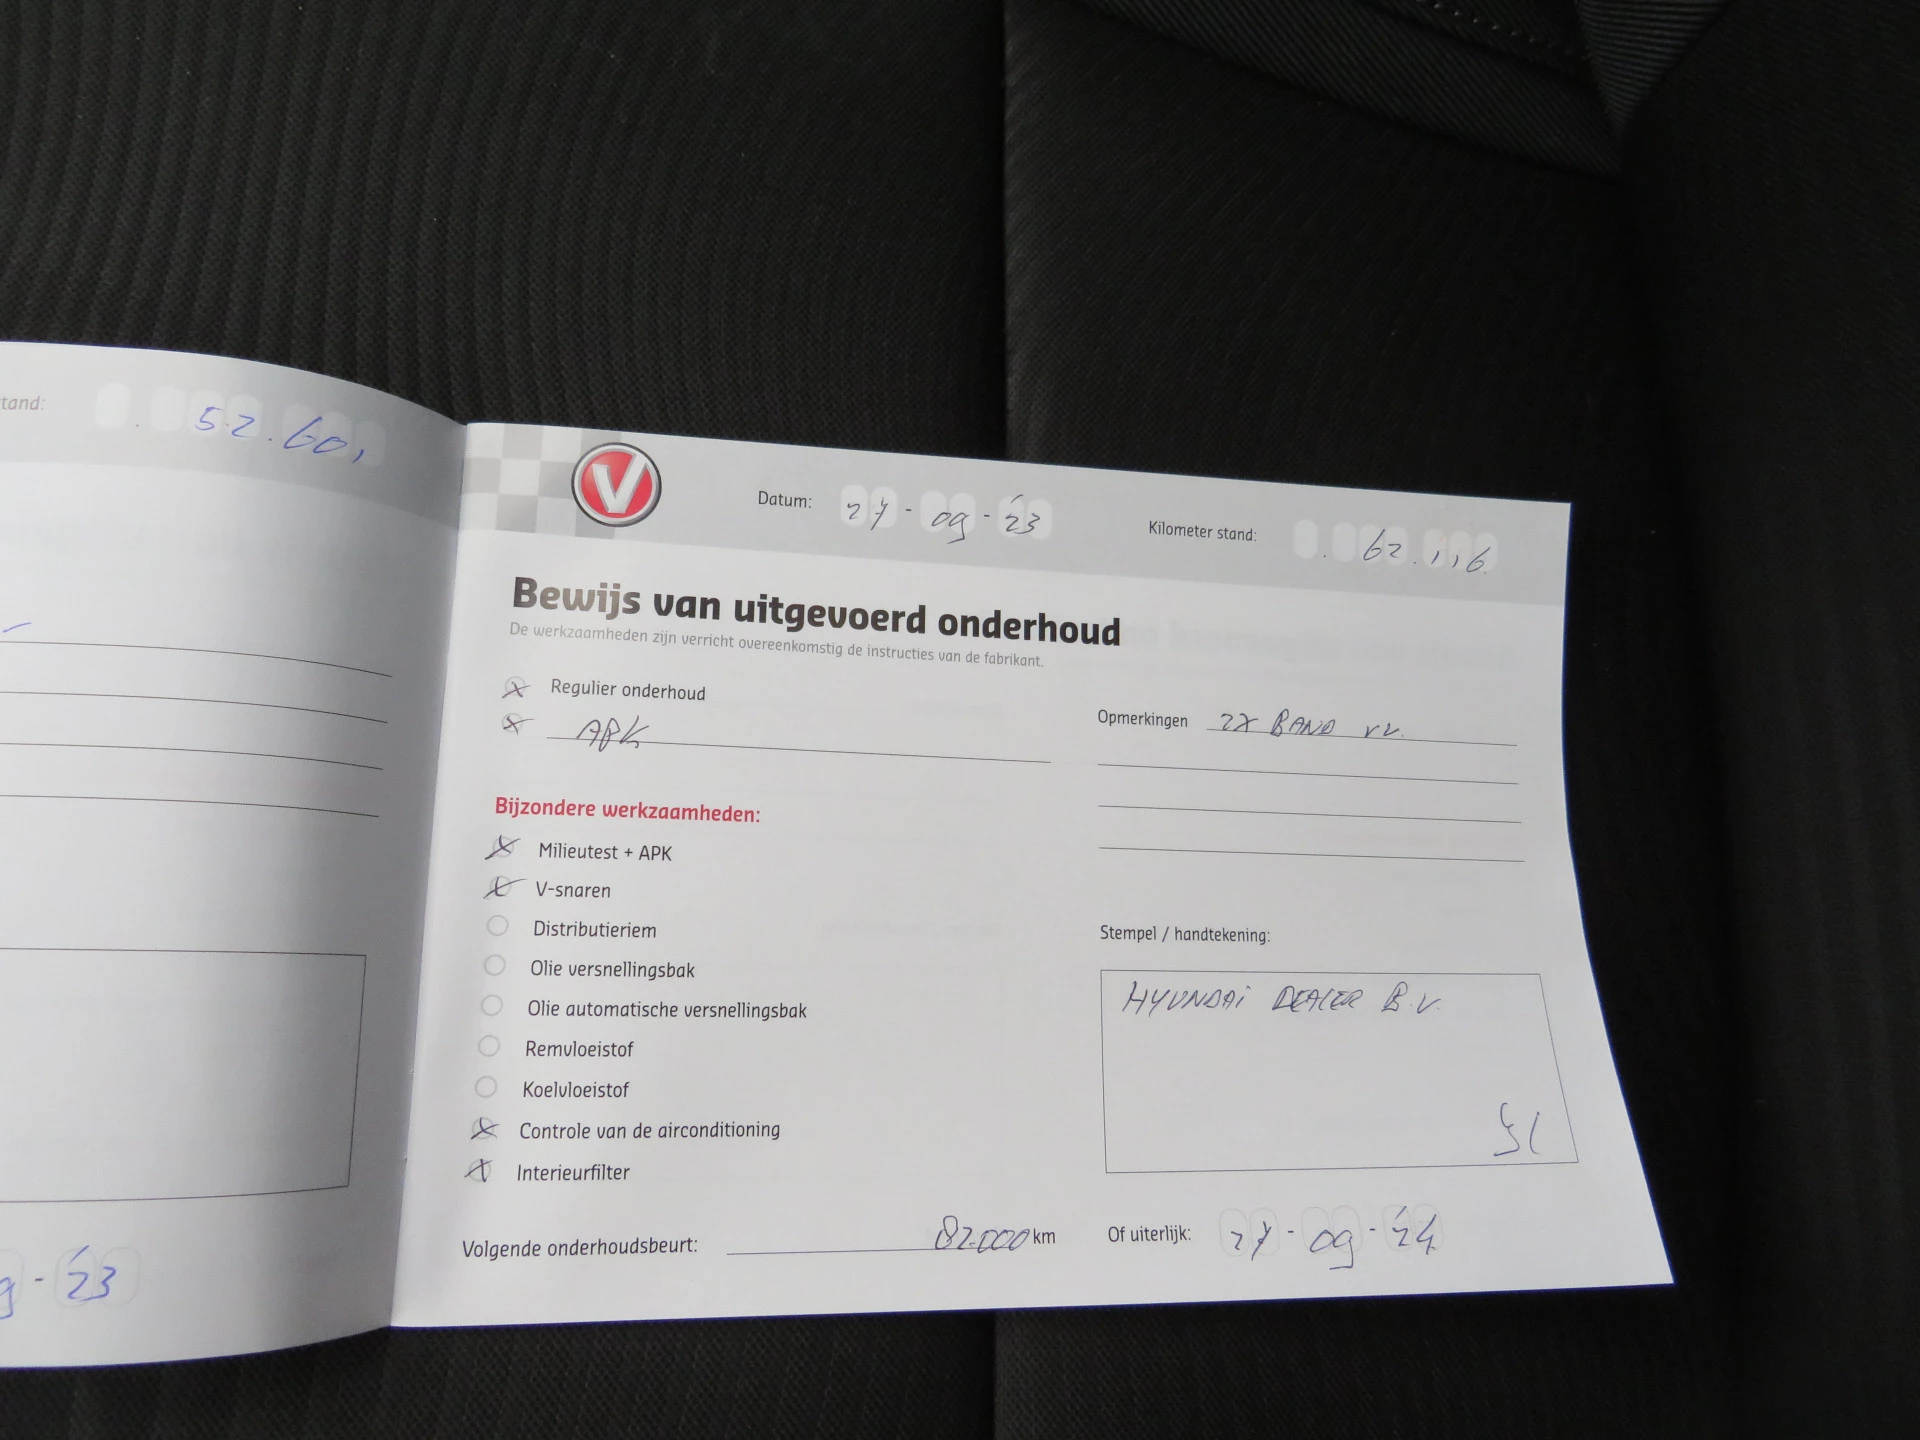 tand: 52.60,
- '23
V
Datum: 27 - 09 - '23
Kilometer stand: 62.116
Bewijs van uitgevoerd onderhoud
De werkzaamheden zijn verricht overeenkomstig de instructies van de fabrikant.
x Regulier onderhoud
x APK
Opmerkingen 2X BAND VV.
Bijzondere werkzaamheden:
x Milieutest + APK
x V-snaren
Distributieriem
Olie versnellingsbak
Olie automatische versnellingsbak
Remvloeistof
Koelvloeistof
x Controle van de airconditioning
x Interieurfilter
Stempel / handtekening:
HYUNDAI DEALER B.V.
Volgende onderhoudsbeurt: 82.000 km
Of uiterlijk: 27 - 09 - '24